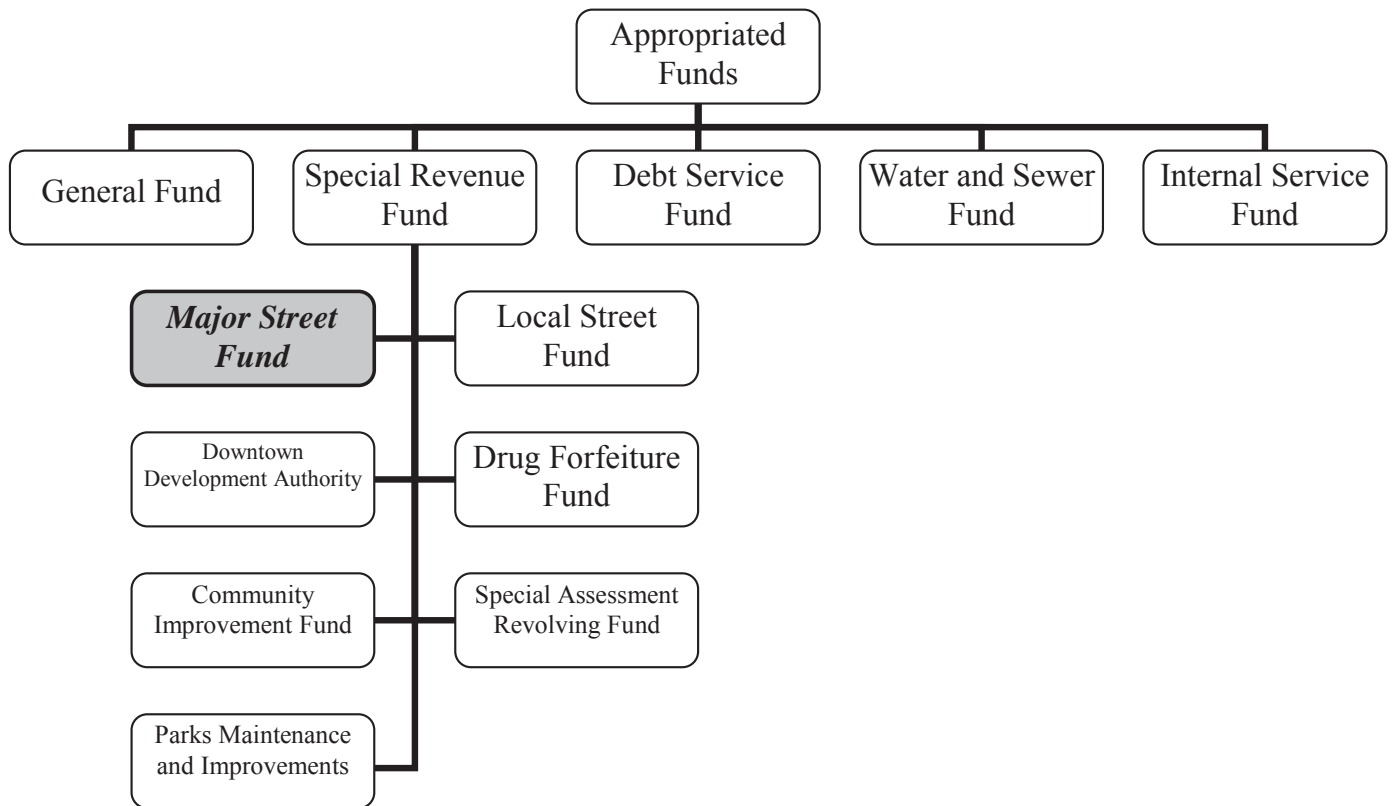 Appropriated
Funds
General Fund
Special Revenue
Fund
Debt Service
Fund
Water and Sewer
Fund
Internal Service
Fund
Major Street
Fund
Local Street
Fund
Downtown
Development Authority
Drug Forfeiture
Fund
Community
Improvement Fund
Special Assessment
Revolving Fund
Parks Maintenance
and Improvements